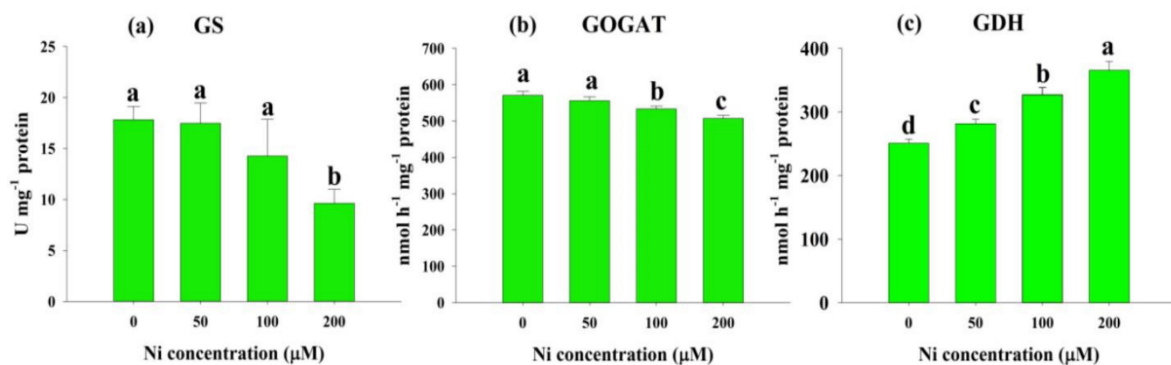 (a) GS
25
20
15
10
5
0
U mg⁻¹ protein
a
a
a
b
0 50 100 200
Ni concentration (μM)
(b) GOGAT
700
600
500
400
300
200
100
0
nmol h⁻¹ mg⁻¹ protein
a
a
b
c
0 50 100 200
Ni concentration (μM)
(c) GDH
400
300
200
100
0
nmol h⁻¹ mg⁻¹ protein
d
c
b
a
0 50 100 200
Ni concentration (μM)